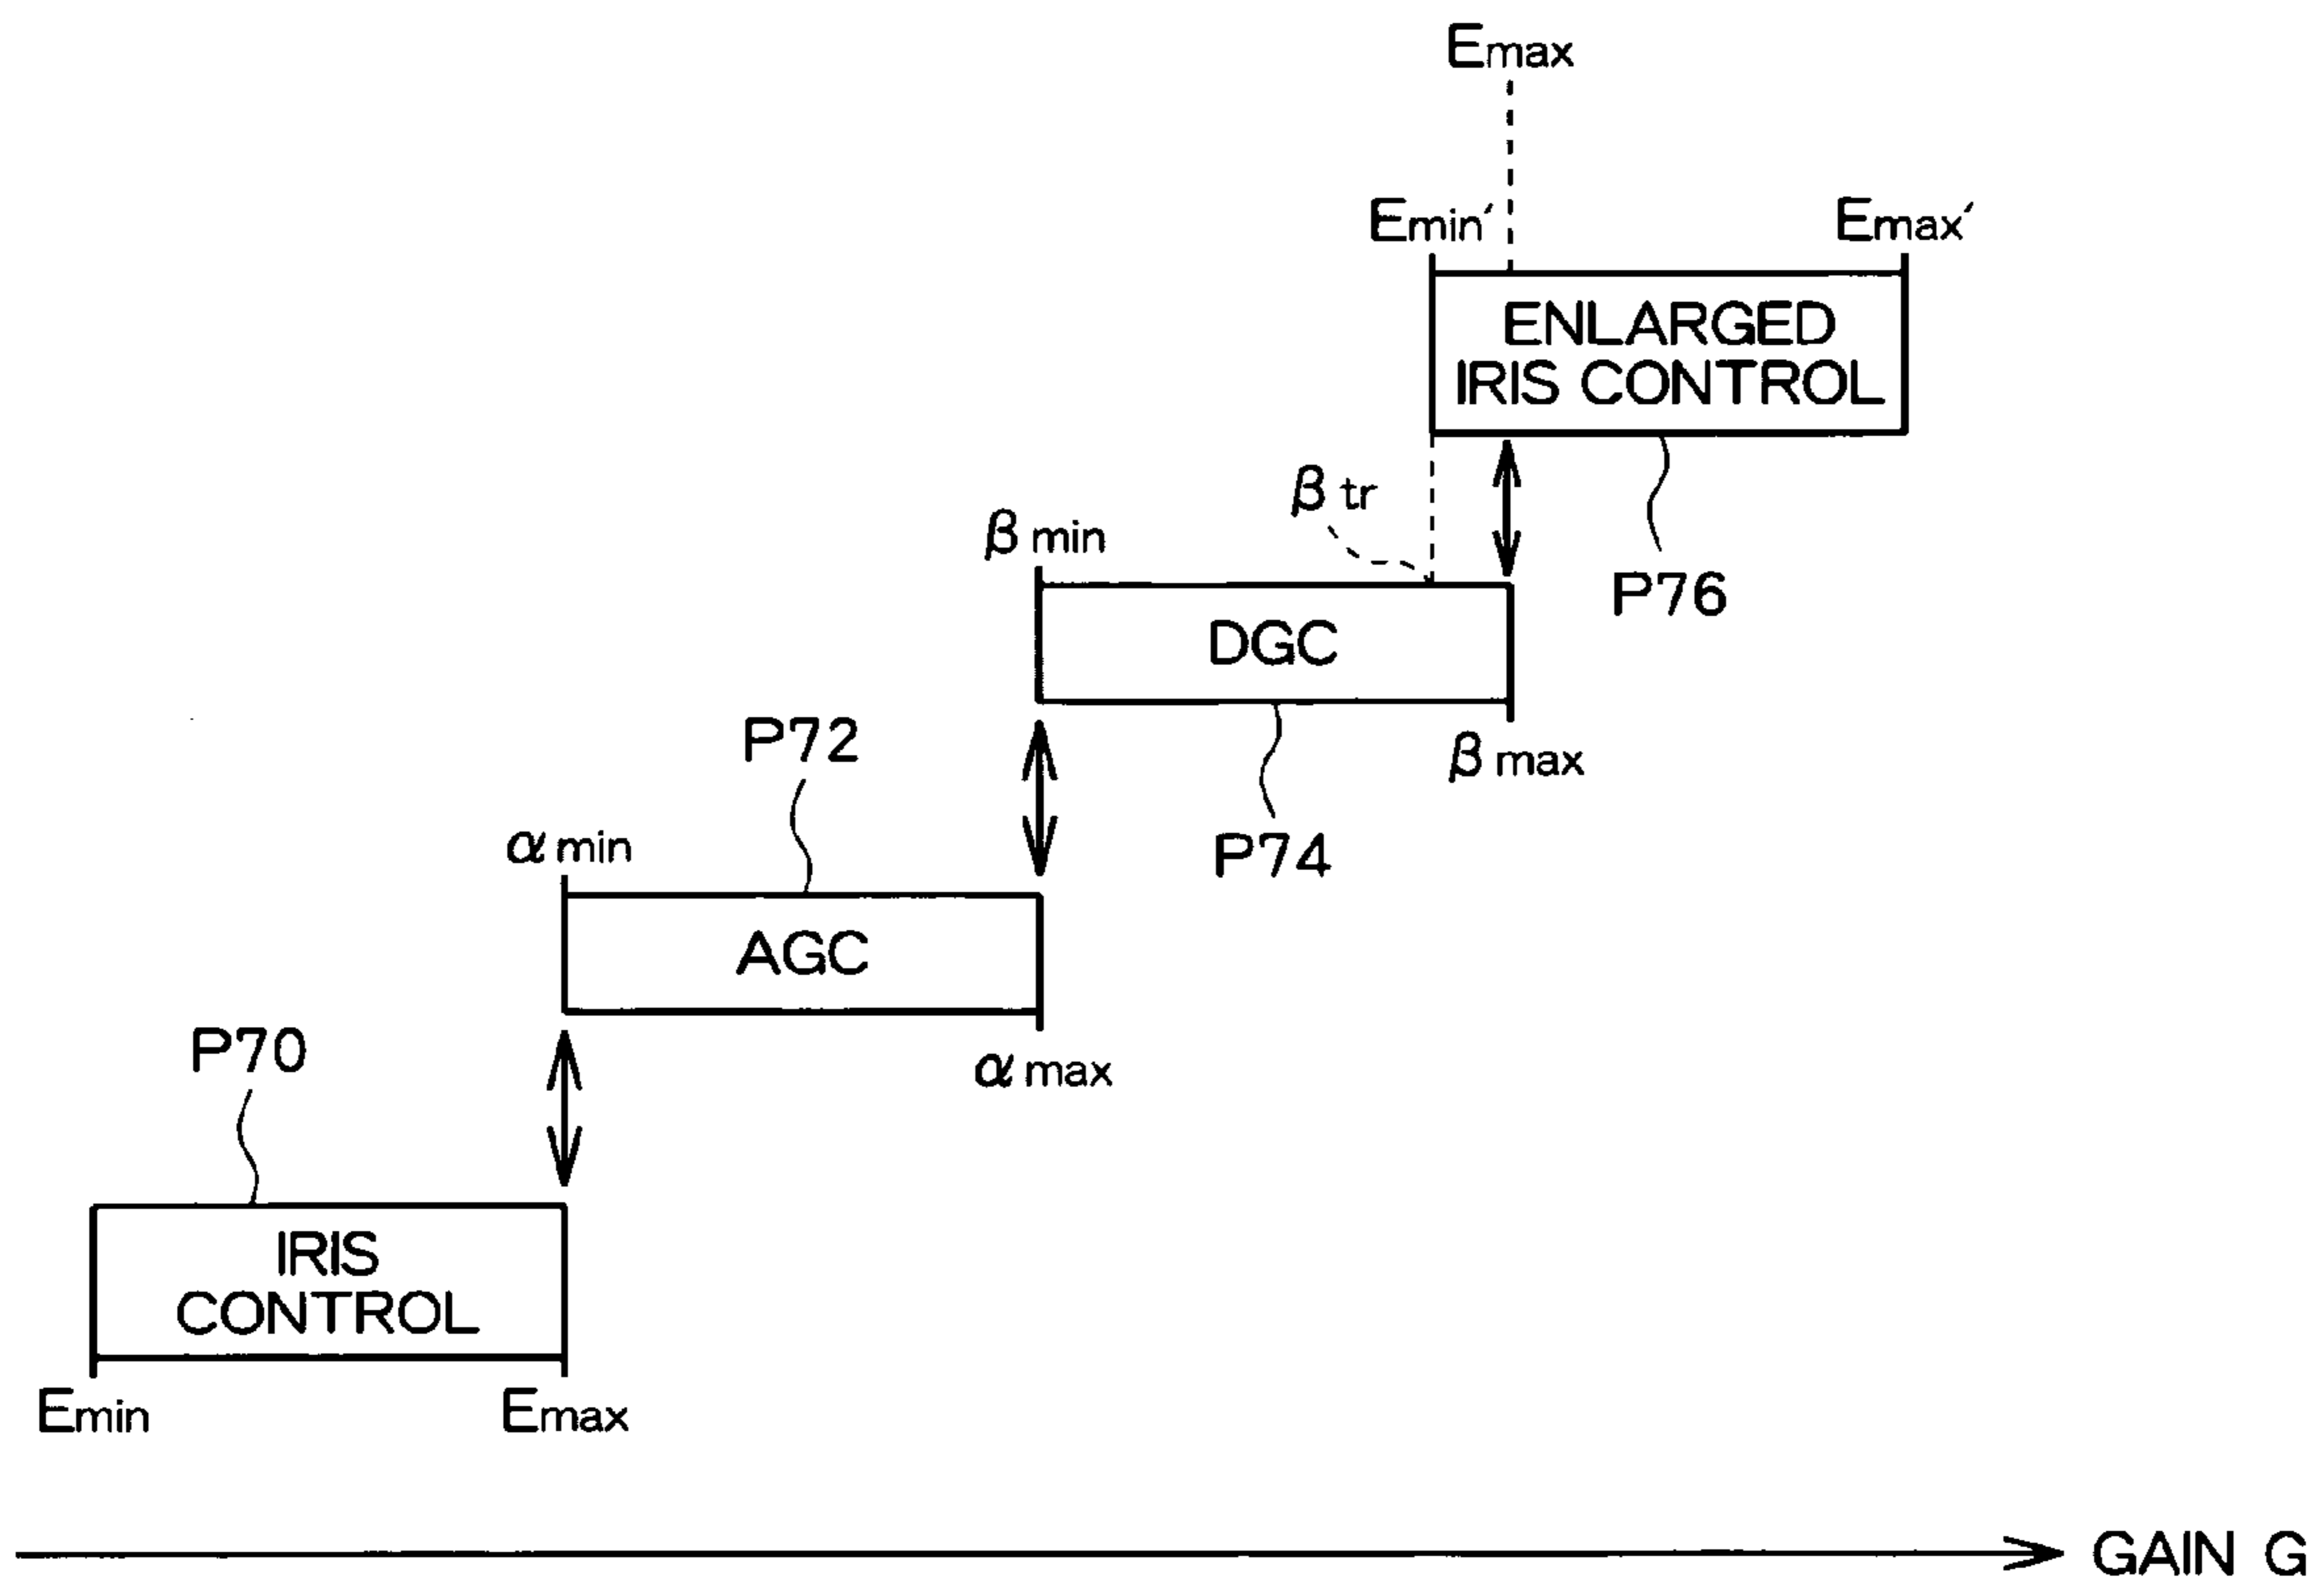 Emax
Emin′
Emax′
ENLARGED
IRIS CONTROL
β tr
β min
P76
DGC
P72
β max
α min
P74
AGC
P70
α max
IRIS
CONTROL
Emin
Emax
GAIN G